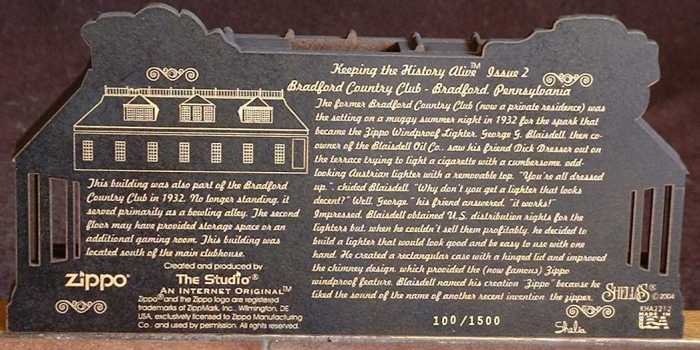 Keeping the History Alive™ Issue 2
Bradford Country Club - Bradford, Pennsylvania
The former Bradford Country Club (now a private residence) was
the setting on a muggy summer night in 1932 for the spark that
became the Zippo Windproof Lighter. George G. Blaisdell, then co-
owner of the Blaisdell Oil Co., saw his friend Dick Dresser out on
the terrace trying to light a cigarette with a cumbersome, odd-
looking Austrian lighter with a removable top. "You're all dressed
up", chided Blaisdell. "Why don't you get a lighter that looks
decent?" "Well, George," his friend answered, "it works!"
Impressed, Blaisdell obtained U.S. distribution rights for the
lighters but, when he couldn't sell them profitably, he decided to
build a lighter that would look good and be easy to use with one
hand. He created a rectangular case with a hinged lid and improved
the chimney design, which provided the (now famous) Zippo
windproof feature. Blaisdell named his creation "Zippo" because he
liked the sound of the name of another recent invention, the zipper.
This building was also part of the Bradford
Country Club in 1932. No longer standing, it
served primarily as a bowling alley. The second
floor may have provided storage space or an
additional gaming room. This building was
located south of the main clubhouse.
Created and produced by
zippo®
The Studio®
AN INTERNET ORIGINAL™
Zippo® and the Zippo logo are registered
trademarks of ZippMark, Inc., Wilmington, DE
USA, exclusively licensed to Zippo Manufacturing
Co., and used by permission. All rights reserved.
100/1500
Sheila
SHELIA'S® © 2004
MADE IN
USA